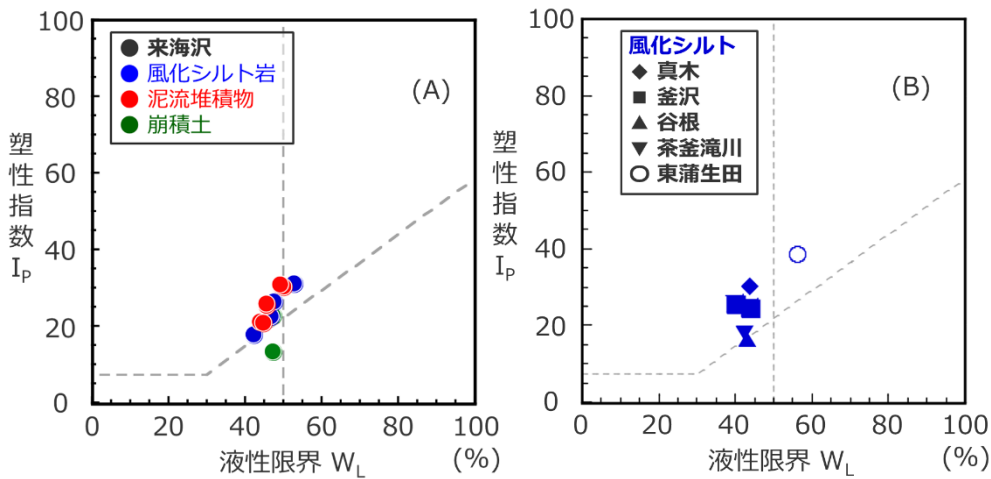 100
80
60
40
20
0
塑性指数 I_P
来海沢
風化シルト岩
泥流堆積物
崩積土
(A)
0 20 40 60 80 100
液性限界 W_L (%)
100
80
60
40
20
0
塑性指数 I_P
風化シルト
真木
釜沢
谷根
茶釜滝川
東蒲生田
(B)
0 20 40 60 80 100
液性限界 W_L (%)